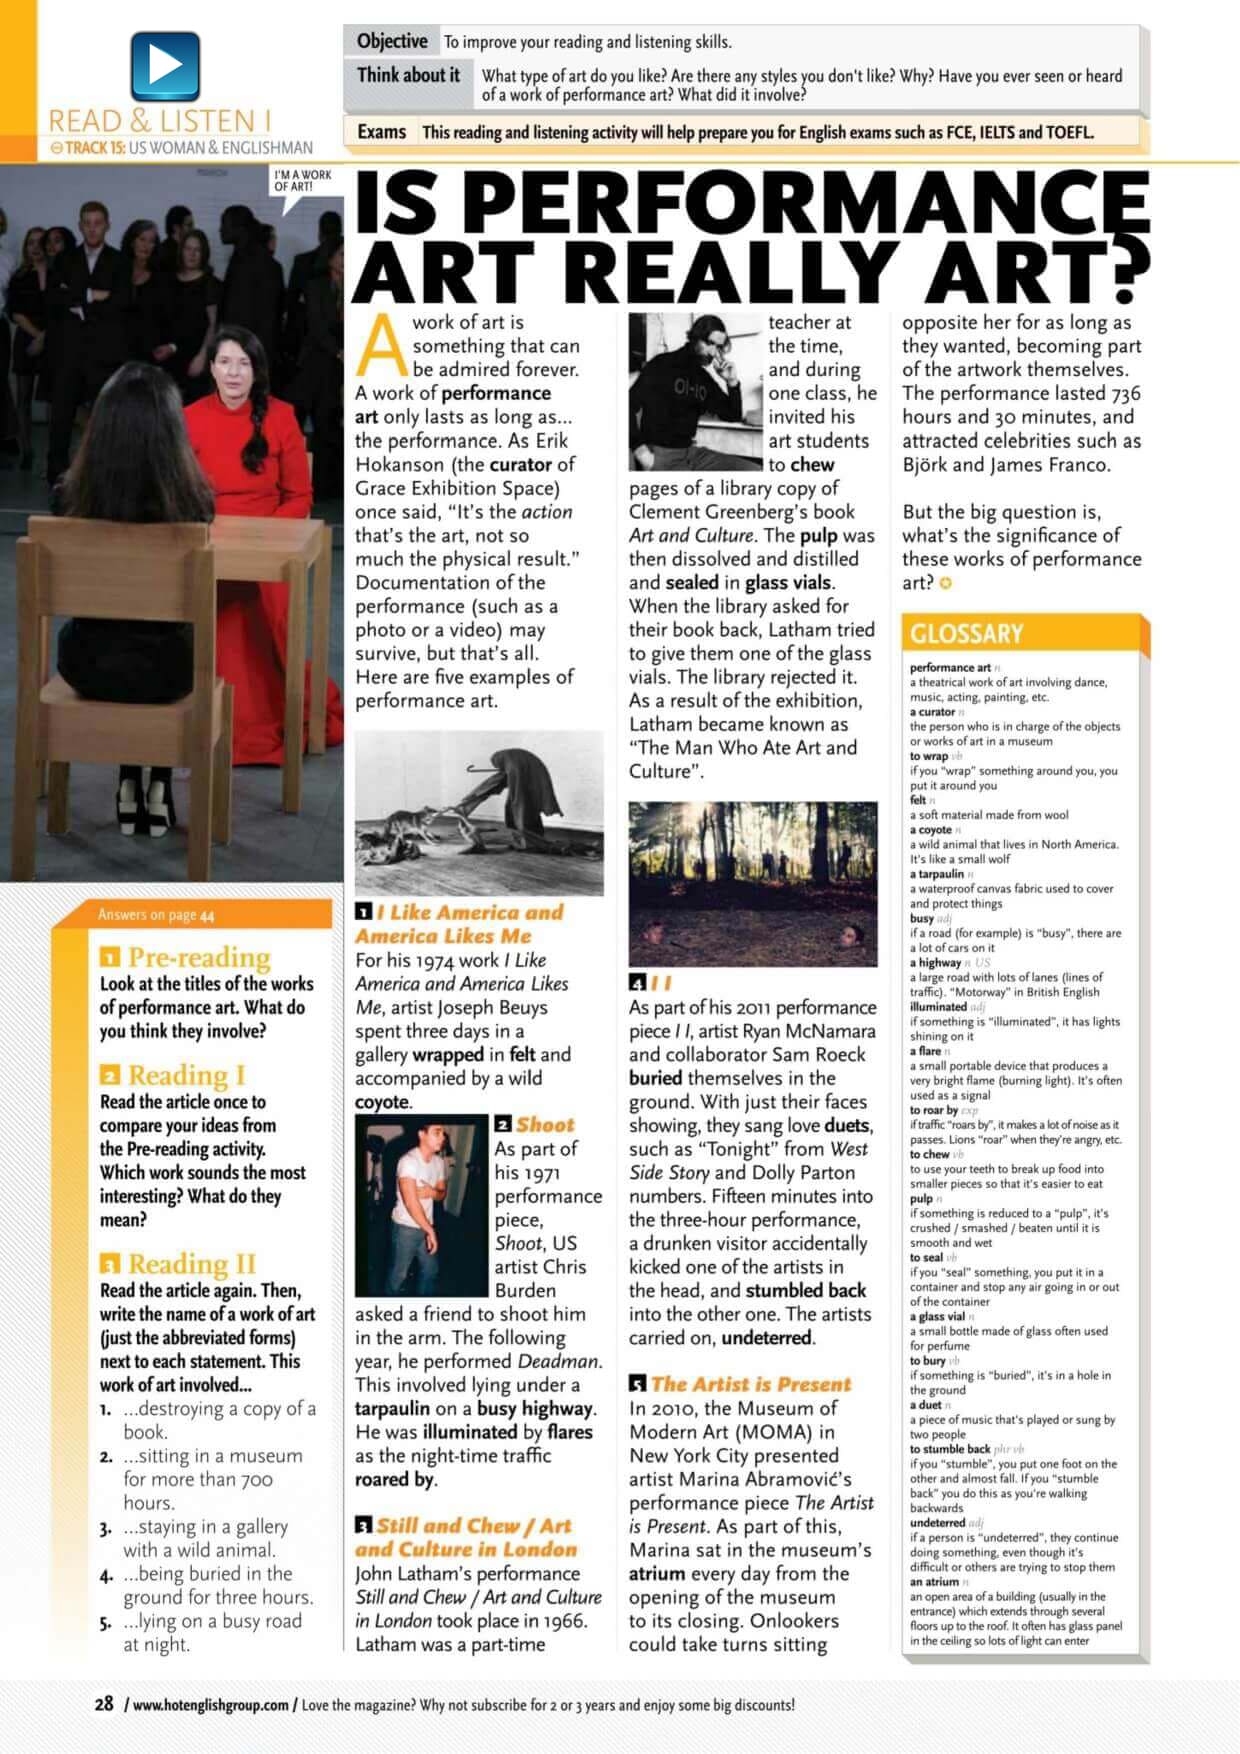 READ & LISTEN I
TRACK 15: US WOMAN & ENGLISHMAN
Objective To improve your reading and listening skills.
Think about it What type of art do you like? Are there any styles you don't like? Why? Have you ever seen or heard
of a work of performance art? What did it involve?
Exams This reading and listening activity will help prepare you for English exams such as FCE, IELTS and TOEFL.
I'M A WORK
OF ART!
IS PERFORMANCE
ART REALLY ART?
A work of art is
something that can
be admired forever.
A work of performance
art only lasts as long as...
the performance. As Erik
Hokanson (the curator of
Grace Exhibition Space)
once said, “It's the action
that's the art, not so
much the physical result.”
Documentation of the
performance (such as a
photo or a video) may
survive, but that's all.
Here are five examples of
performance art.
1 I Like America and
America Likes Me
For his 1974 work I Like
America and America Likes
Me, artist Joseph Beuys
spent three days in a
gallery wrapped in felt and
accompanied by a wild
coyote.
2 Shoot
As part of
his 1971
performance
piece,
Shoot, US
artist Chris
Burden
asked a friend to shoot him
in the arm. The following
year, he performed Deadman.
This involved lying under a
tarpaulin on a busy highway.
He was illuminated by flares
as the night-time traffic
roared by.
3 Still and Chew / Art
and Culture in London
John Latham's performance
Still and Chew / Art and Culture
in London took place in 1966.
Latham was a part-time
teacher at
the time,
and during
one class, he
invited his
art students
to chew
pages of a library copy of
Clement Greenberg's book
Art and Culture. The pulp was
then dissolved and distilled
and sealed in glass vials.
When the library asked for
their book back, Latham tried
to give them one of the glass
vials. The library rejected it.
As a result of the exhibition,
Latham became known as
“The Man Who Ate Art and
Culture”.
4 I I
As part of his 2011 performance
piece I I, artist Ryan McNamara
and collaborator Sam Roeck
buried themselves in the
ground. With just their faces
showing, they sang love duets,
such as “Tonight” from West
Side Story and Dolly Parton
numbers. Fifteen minutes into
the three-hour performance,
a drunken visitor accidentally
kicked one of the artists in
the head, and stumbled back
into the other one. The artists
carried on, undeterred.
5 The Artist is Present
In 2010, the Museum of
Modern Art (MOMA) in
New York City presented
artist Marina Abramović's
performance piece The Artist
is Present. As part of this,
Marina sat in the museum's
atrium every day from the
opening of the museum
to its closing. Onlookers
could take turns sitting
opposite her for as long as
they wanted, becoming part
of the artwork themselves.
The performance lasted 736
hours and 30 minutes, and
attracted celebrities such as
Björk and James Franco.
But the big question is,
what's the significance of
these works of performance
art?
GLOSSARY
performance art n
a theatrical work of art involving dance,
music, acting, painting, etc.
a curator n
the person who is in charge of the objects
or works of art in a museum
to wrap vb
if you “wrap” something around you, you
put it around you
felt n
a soft material made from wool
a coyote n
a wild animal that lives in North America.
It's like a small wolf
a tarpaulin n
a waterproof canvas fabric used to cover
and protect things
busy adj
if a road (for example) is “busy”, there are
a lot of cars on it
a highway n US
a large road with lots of lanes (lines of
traffic). “Motorway” in British English
illuminated adj
if something is “illuminated”, it has lights
shining on it
a flare n
a small portable device that produces a
very bright flame (burning light). It's often
used as a signal
to roar by exp
if traffic “roars by”, it makes a lot of noise as it
passes. Lions “roar” when they're angry, etc.
to chew vb
to use your teeth to break up food into
smaller pieces so that it's easier to eat
pulp n
if something is reduced to a “pulp”, it's
crushed / smashed / beaten until it is
smooth and wet
to seal vb
if you “seal” something, you put it in a
container and stop any air going in or out
of the container
a glass vial n
a small bottle made of glass often used
for perfume
to bury vb
if something is “buried”, it's in a hole in
the ground
a duet n
a piece of music that's played or sung by
two people
to stumble back phr vb
if you “stumble”, you put one foot on the
other and almost fall. If you “stumble
back” you do this as you're walking
backwards
undeterred adj
if a person is “undeterred”, they continue
doing something, even though it's
difficult or others are trying to stop them
an atrium n
an open area of a building (usually in the
entrance) which extends through several
floors up to the roof. It often has glass panel
in the ceiling so lots of light can enter
Answers on page 44
1 Pre-reading
Look at the titles of the works
of performance art. What do
you think they involve?
2 Reading I
Read the article once to
compare your ideas from
the Pre-reading activity.
Which work sounds the most
interesting? What do they
mean?
3 Reading II
Read the article again. Then,
write the name of a work of art
(just the abbreviated forms)
next to each statement. This
work of art involved...
1. ...destroying a copy of a
book.
2. ...sitting in a museum
for more than 700
hours.
3. ...staying in a gallery
with a wild animal.
4. ...being buried in the
ground for three hours.
5. ...lying on a busy road
at night.
28 / www.hotenglishgroup.com / Love the magazine? Why not subscribe for 2 or 3 years and enjoy some big discounts!